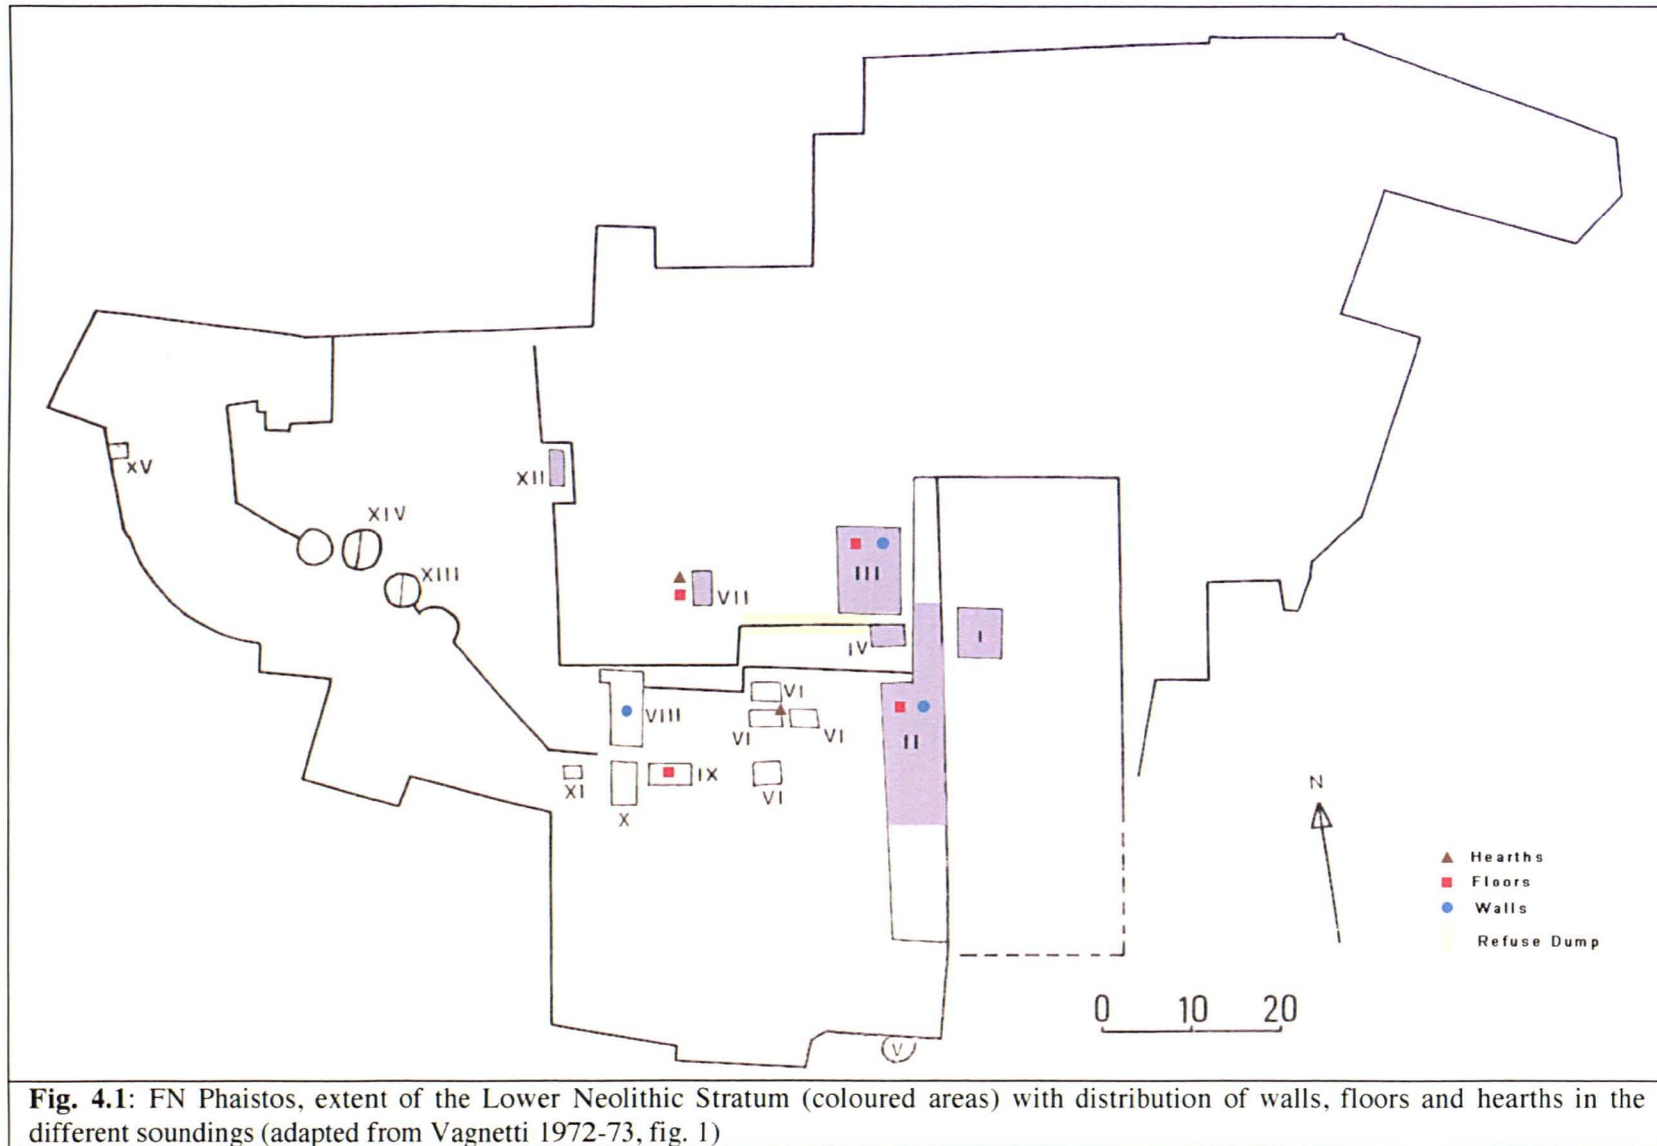 XV
XII
XIV
XIII
III
VII
I
IV
VI
VIII
VI
VI
II
IX
XI
VI
X
N
Hearths
Floors
Walls
Refuse Dump
0 10 20
V
Fig. 4.1: FN Phaistos, extent of the Lower Neolithic Stratum (coloured areas) with distribution of walls, floors and hearths in the
different soundings (adapted from Vagnetti 1972-73, fig. 1)